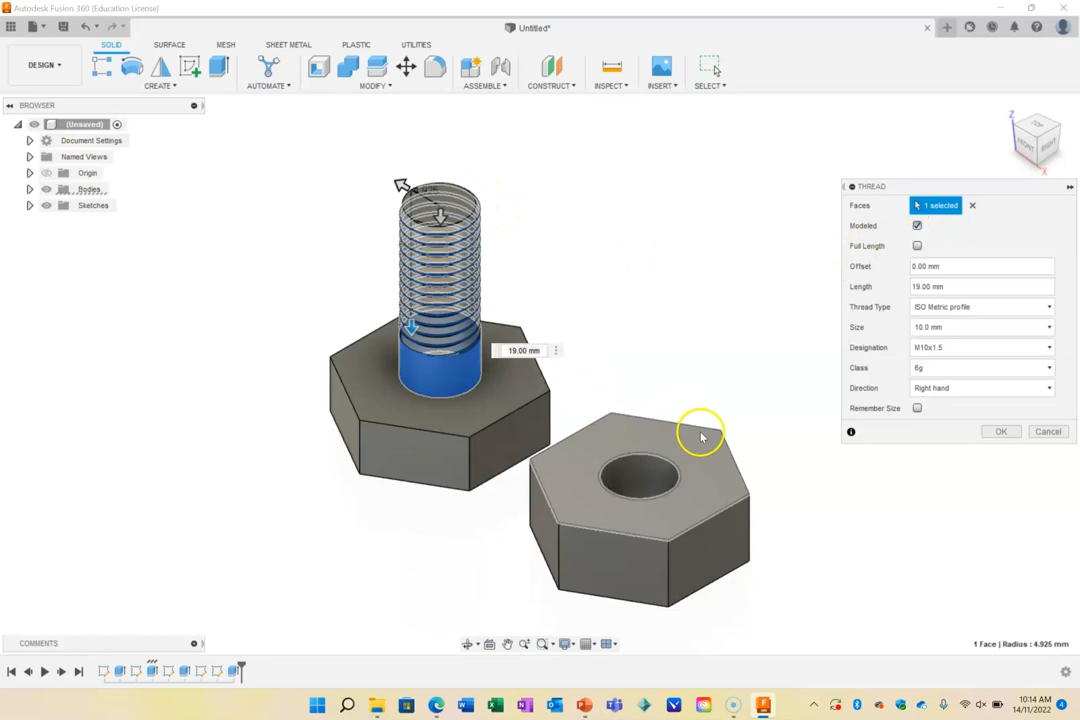 Autodesk Fusion 360 (Education License)
Untitled*
DESIGN
SOLID SURFACE MESH SHEET METAL PLASTIC UTILITIES
CREATE AUTOMATE MODIFY ASSEMBLE CONSTRUCT INSPECT INSERT SELECT
BROWSER
(Unsaved)
Document Settings
Named Views
Origin
Bodies
Sketches
Z
TOP
FRONT
RIGHT
X
THREAD
Faces 1 selected
Modeled
Full Length
Offset 0.00 mm
Length 19.00 mm
Thread Type ISO Metric profile
Size 10.0 mm
Designation M10x1.5
Class 6g
Direction Right hand
Remember Size
OK Cancel
19.00 mm
COMMENTS
1 Face | Radius : 4.925 mm
10:14 AM
14/11/2022
4